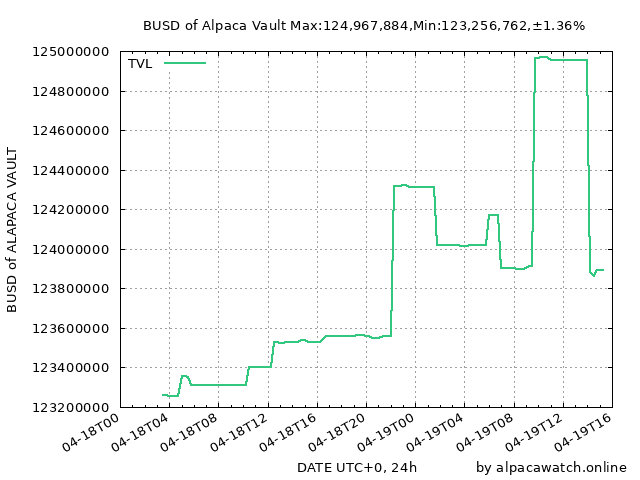 BUSD of Alpaca Vault Max:124,967,884,Min:123,256,762,±1.36%
TVL
125000000
124800000
124600000
124400000
124200000
124000000
123800000
123600000
123400000
123200000
BUSD of ALAPACA VAULT
04-18T00
04-18T04
04-18T08
04-18T12
04-18T16
04-18T20
04-19T00
04-19T04
04-19T08
04-19T12
04-19T16
DATE UTC+0, 24h
by alpacawatch.online